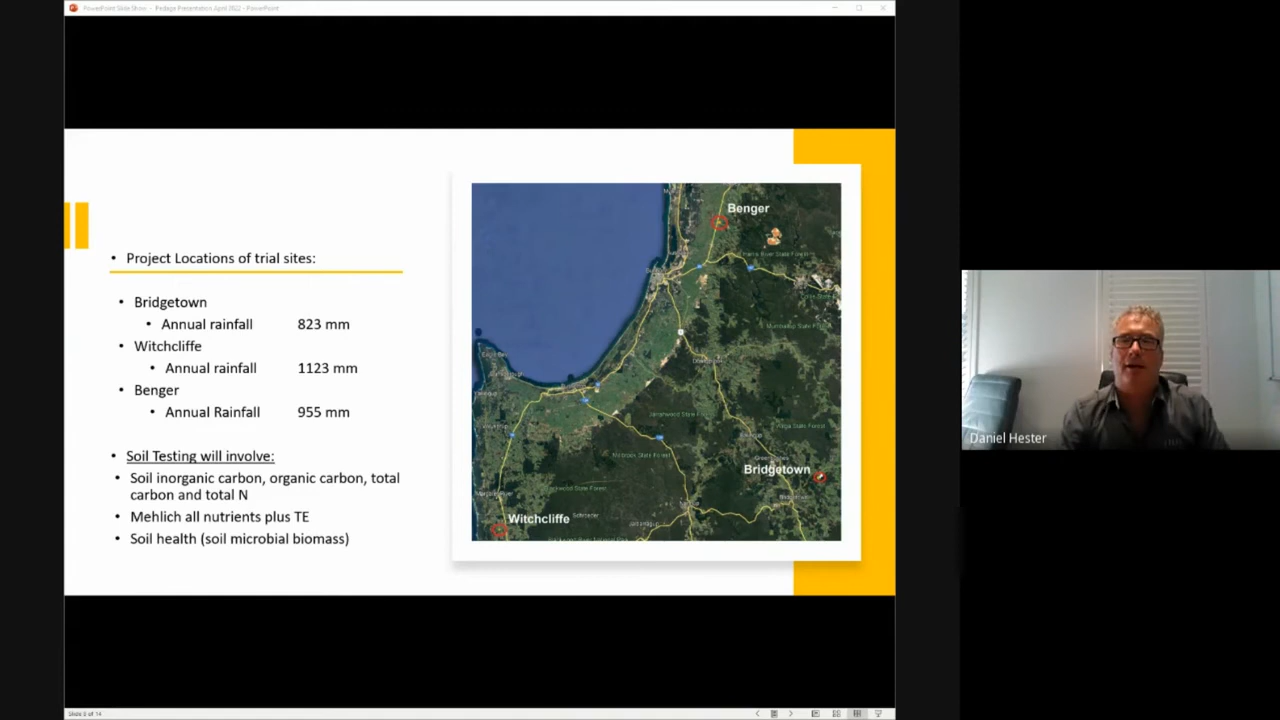 PowerPoint Slide Show - Pedaga Presentation April 2022 - PowerPoint
• Project Locations of trial sites:
• Bridgetown
• Annual rainfall 823 mm
• Witchcliffe
• Annual rainfall 1123 mm
• Benger
• Annual Rainfall 955 mm
• Soil Testing will involve:
• Soil inorganic carbon, organic carbon, total
carbon and total N
• Mehlich all nutrients plus TE
• Soil health (soil microbial biomass)
Benger
Bridgetown
Witchcliffe
Daniel Hester